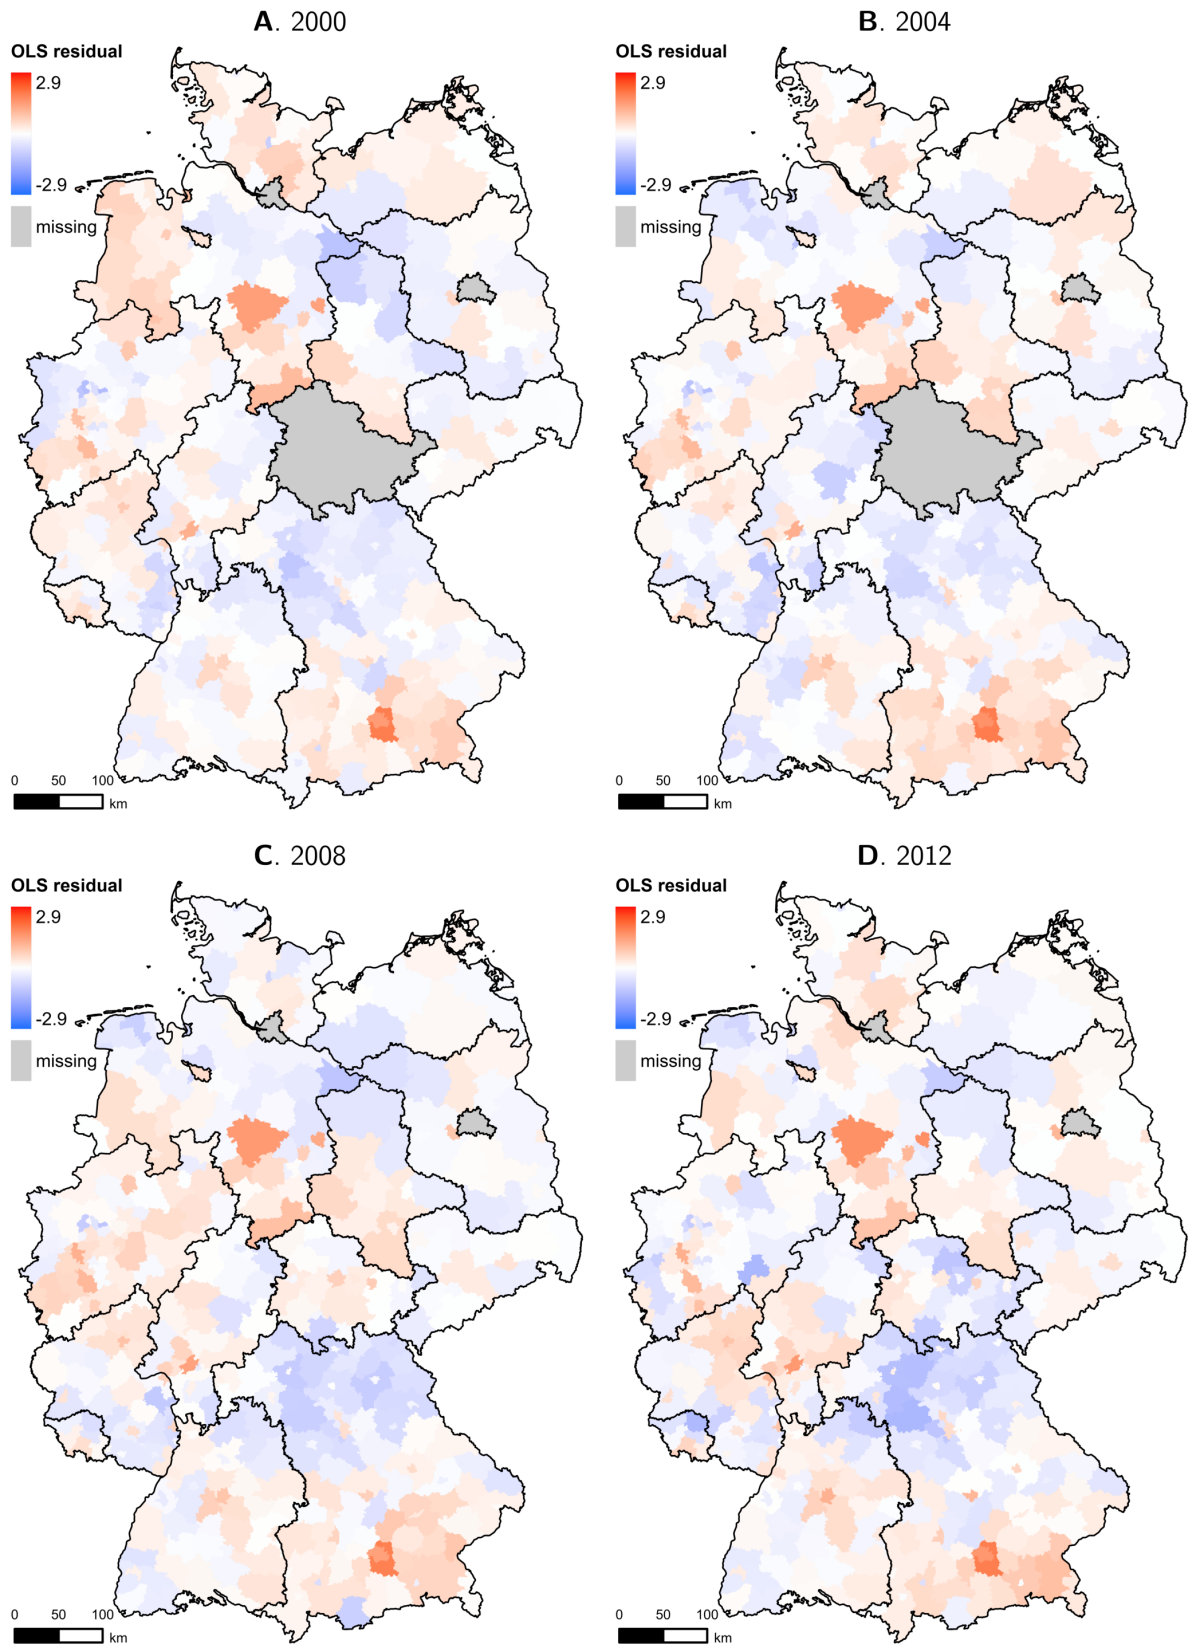 A. 2000
OLS residual
2.9
-2.9
missing
0 50 100
km
B. 2004
OLS residual
2.9
-2.9
missing
0 50 100
km
C. 2008
OLS residual
2.9
-2.9
missing
0 50 100
km
D. 2012
OLS residual
2.9
-2.9
missing
0 50 100
km